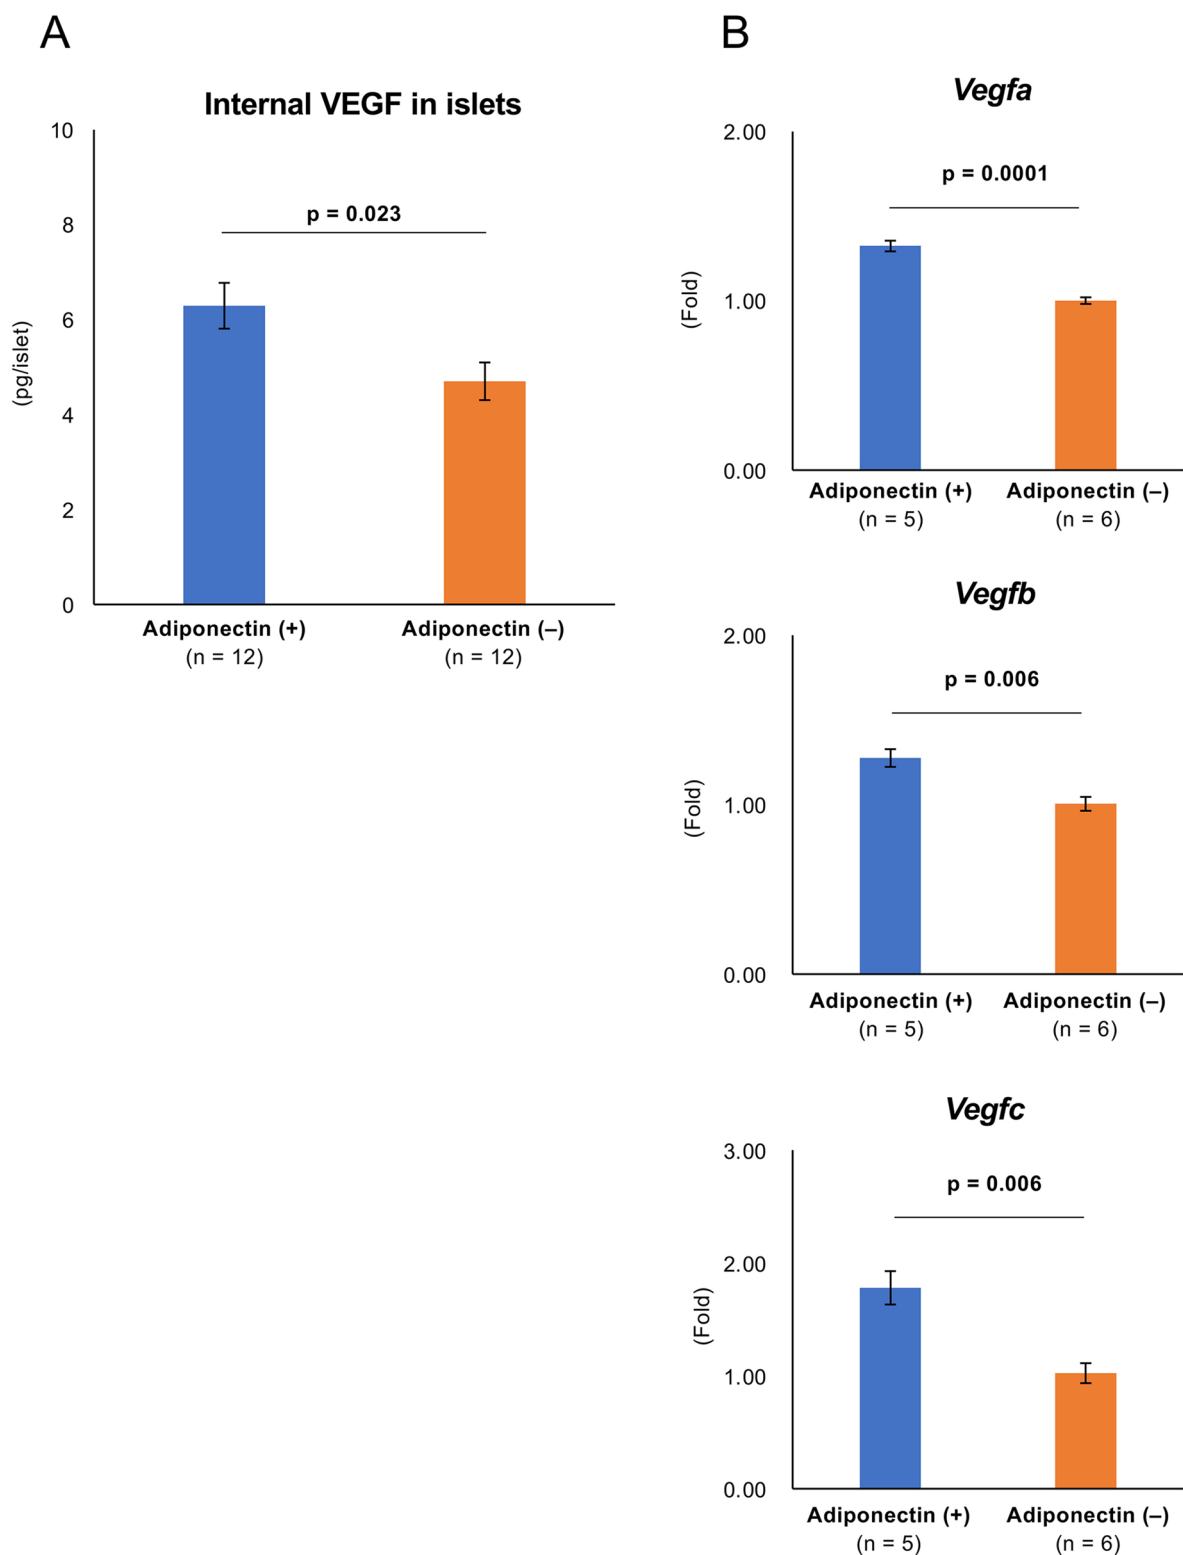 A
Internal VEGF in islets
10
8
6
4
2
0
(pg/islet)
p = 0.023
Adiponectin (+)
(n = 12)
Adiponectin (–)
(n = 12)
B
Vegfa
2.00
1.00
0.00
(Fold)
p = 0.0001
Adiponectin (+)
(n = 5)
Adiponectin (–)
(n = 6)
Vegfb
2.00
1.00
0.00
(Fold)
p = 0.006
Adiponectin (+)
(n = 5)
Adiponectin (–)
(n = 6)
Vegfc
3.00
2.00
1.00
0.00
(Fold)
p = 0.006
Adiponectin (+)
(n = 5)
Adiponectin (–)
(n = 6)